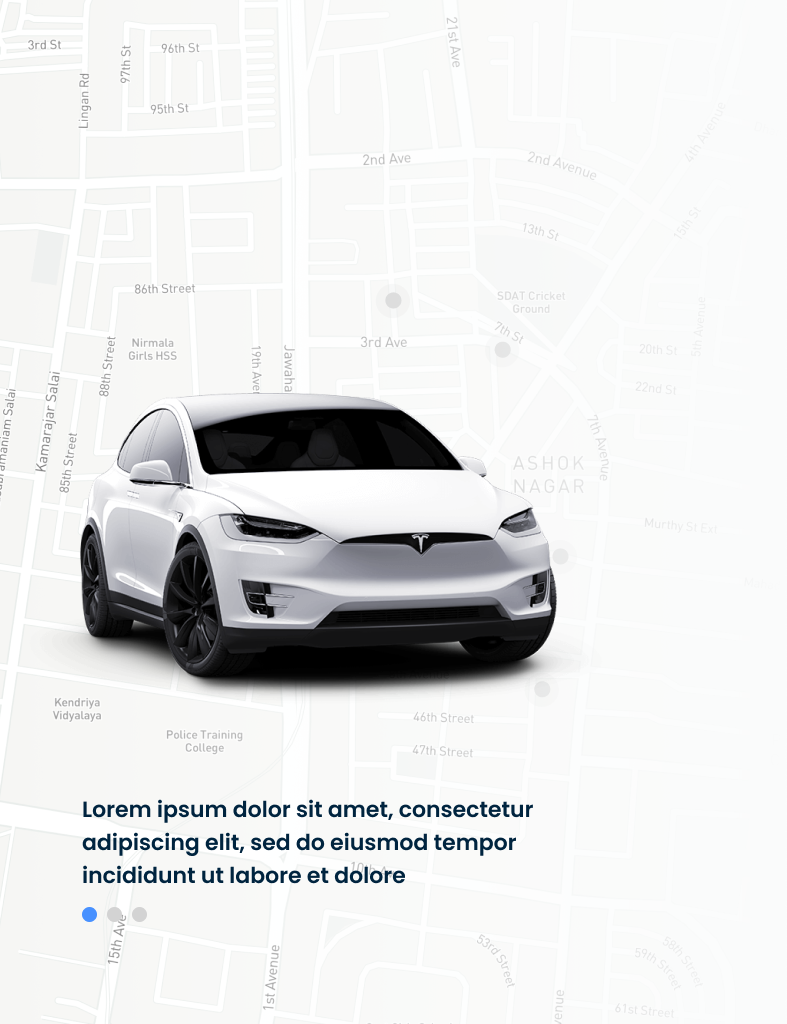 3rd St
96th St
97th St
21st Ave
Lingan Rd
95th St
2nd Ave
2nd Avenue
4th Avenue
15th St
13th St
86th Street
SDAT Cricket
Ground
7th St
5th Avenue
Nirmala
Girls HSS
88th Street
19th Aver
Jawaha
3rd Ave
20th St
22nd St
Kamarajar Salai
85th Street
7th Avenue
ASHOK
NAGAR
Murthy St Ext
Kendriya
Vidyalaya
Police Training
College
46th Street
47th Street
Lorem ipsum dolor sit amet, consectetur
adipiscing elit, sed do eiusmod tempor
incididunt ut labore et dolore
15th Ave
1st Avenue
53rd Street
58th Street
59th Street
61st Street